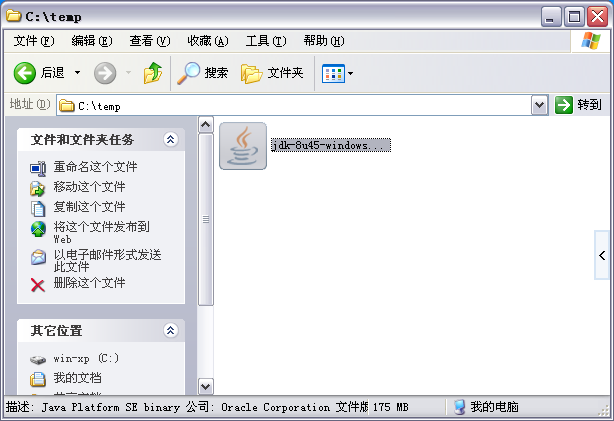 C:\temp
文件(F) 编辑(E) 查看(V) 收藏(A) 工具(T) 帮助(H)
后退 搜索 文件夹
地址(D) C:\temp 转到
文件和文件夹任务
重命名这个文件
移动这个文件
复制这个文件
将这个文件发布到
Web
以电子邮件形式发送
此文件
删除这个文件
jdk-8u45-windows....
其它位置
win-xp (C:)
我的文档
共享文档
描述: Java Platform SE binary 公司: Oracle Corporation 文件版 175 MB 我的电脑